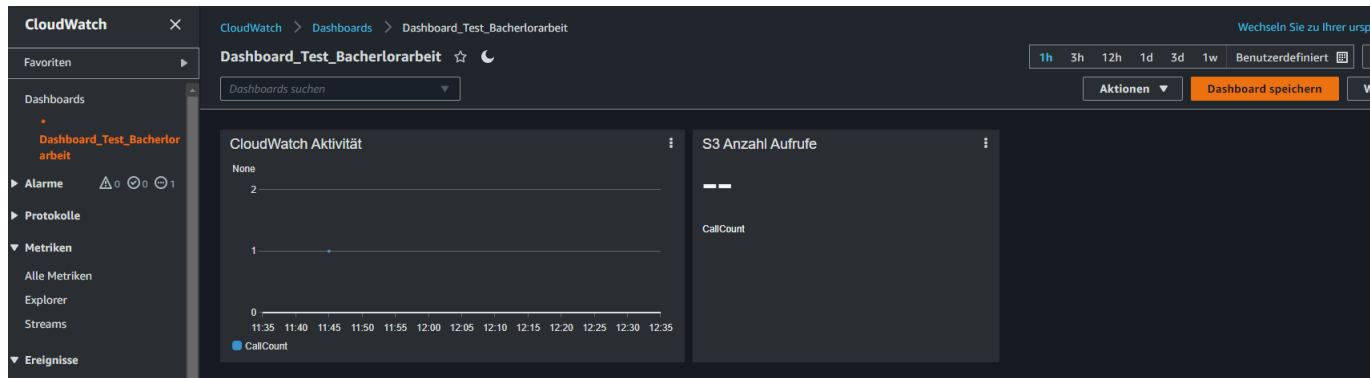 CloudWatch
Favoriten
Dashboards
Dashboard_Test_Bacherlor
arbeit
Alarme 0 0 1
Protokolle
Metriken
Alle Metriken
Explorer
Streams
Ereignisse
CloudWatch > Dashboards > Dashboard_Test_Bacherlorarbeit
Wechseln Sie zu Ihrer ursp
Dashboard_Test_Bacherlorarbeit
1h 3h 12h 1d 3d 1w Benutzerdefiniert
Dashboards suchen
Aktionen Dashboard speichern W
CloudWatch Aktivität
None
2
1
0
11:35 11:40 11:45 11:50 11:55 12:00 12:05 12:10 12:15 12:20 12:25 12:30 12:35
CallCount
S3 Anzahl Aufrufe
--
CallCount